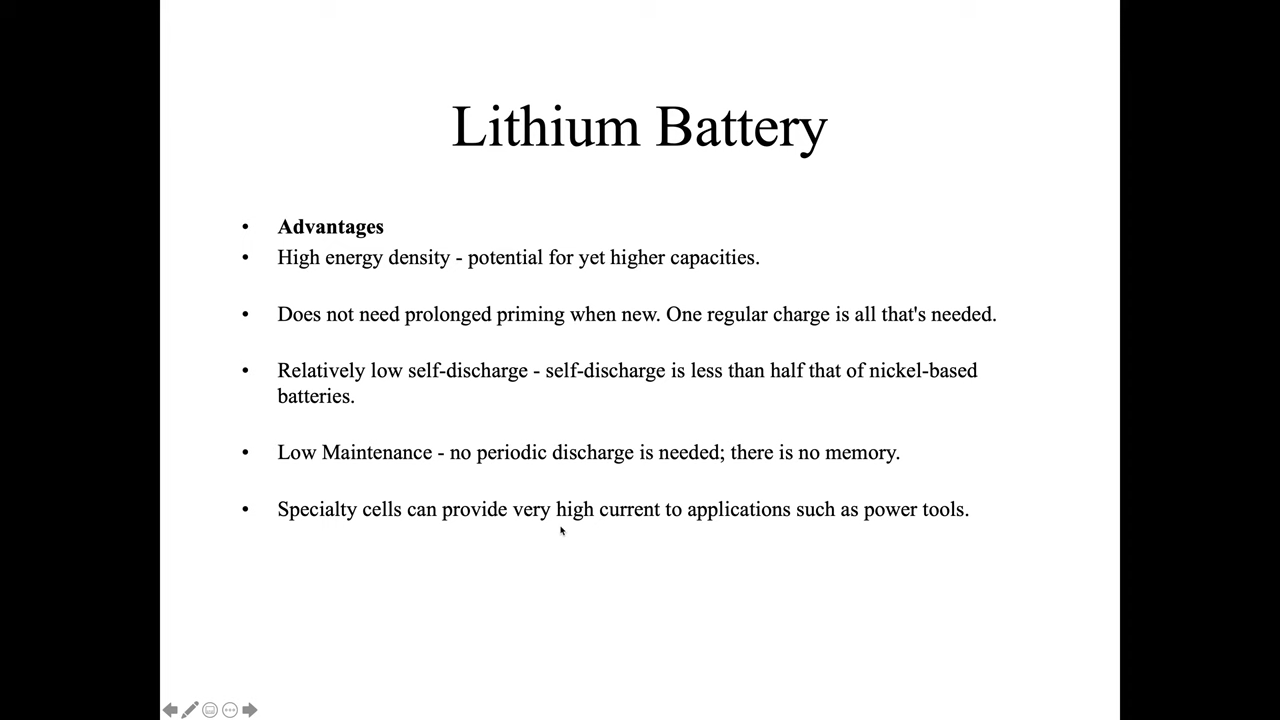 Lithium Battery
• Advantages
• High energy density - potential for yet higher capacities.
• Does not need prolonged priming when new. One regular charge is all that's needed.
• Relatively low self-discharge - self-discharge is less than half that of nickel-based
batteries.
• Low Maintenance - no periodic discharge is needed; there is no memory.
• Specialty cells can provide very high current to applications such as power tools.